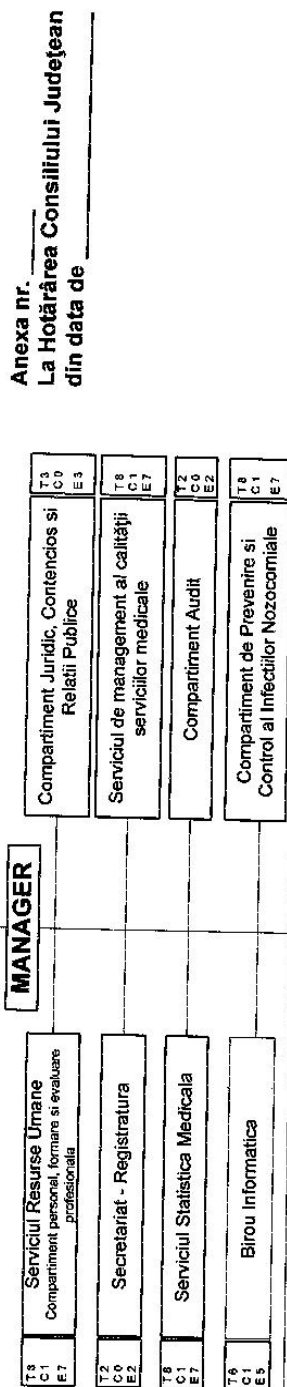 Anexa nr. ____
La Hotărârea Consiliului Judeţean
din data de ____________
MANAGER
T8
C1
E7
Serviciul Resurse Umane
Compartiment personal, formare si evaluare
profesionala
Compartiment Juridic, Contencios si
Relatii Publice
T3
C0
E3
T2
C0
E2
Secretariat - Registratura
Serviciul de management al calităţii
serviciilor medicale
T8
C1
E7
T8
C1
E7
Serviciul Statistica Medicala
Compartiment Audit
T2
C0
E2
T6
C1
E5
Birou Informatica
Compartiment de Prevenire si
Control al Infectiilor Nozocomiale
T8
C1
E7